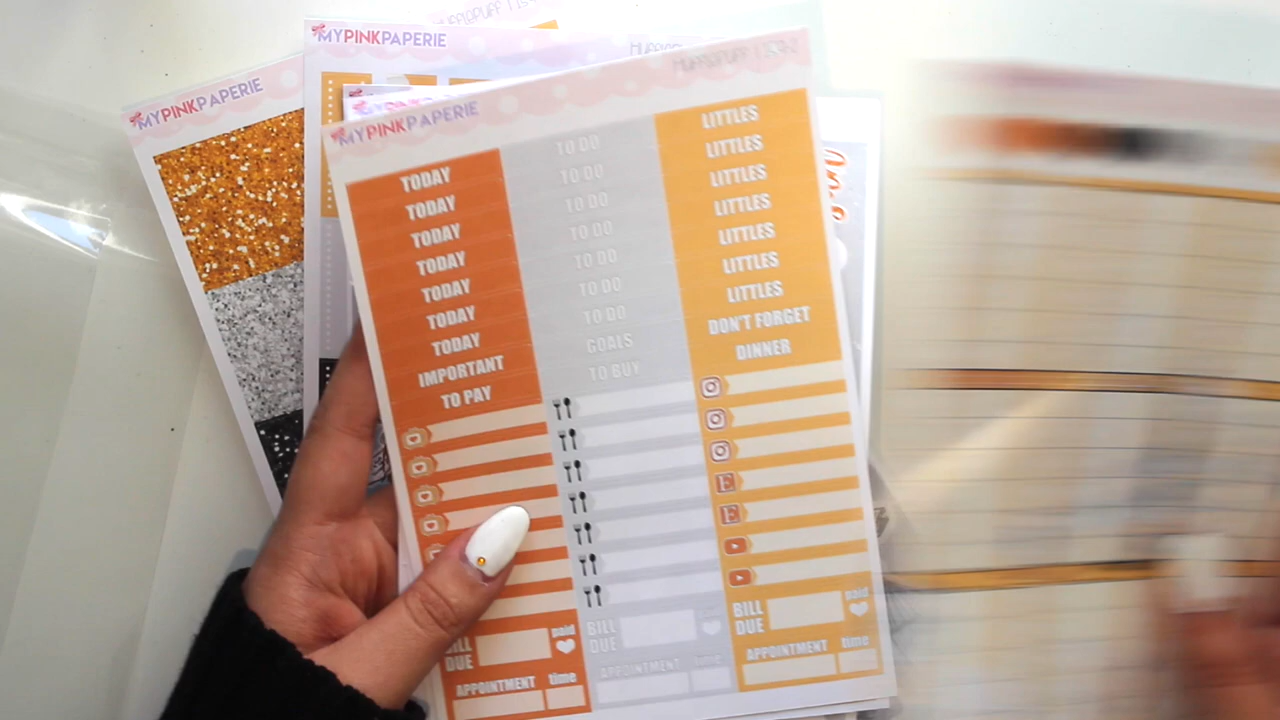 MYPINKPAPERIE
MYPINKPAPERIE
MYPINKPAPERIE
HUFFLEPUFF
TODAY
TODAY
TODAY
TODAY
TODAY
TODAY
TODAY
IMPORTANT
TO PAY
BILL
DUE
paid
APPOINTMENT
time
TO DO
TO DO
TO DO
TO DO
TO DO
TO DO
TO DO
GOALS
TO BUY
BILL
DUE
APPOINTMENT
time
LITTLES
LITTLES
LITTLES
LITTLES
LITTLES
LITTLES
LITTLES
DON'T FORGET
DINNER
E
E
BILL
DUE
paid
APPOINTMENT
time